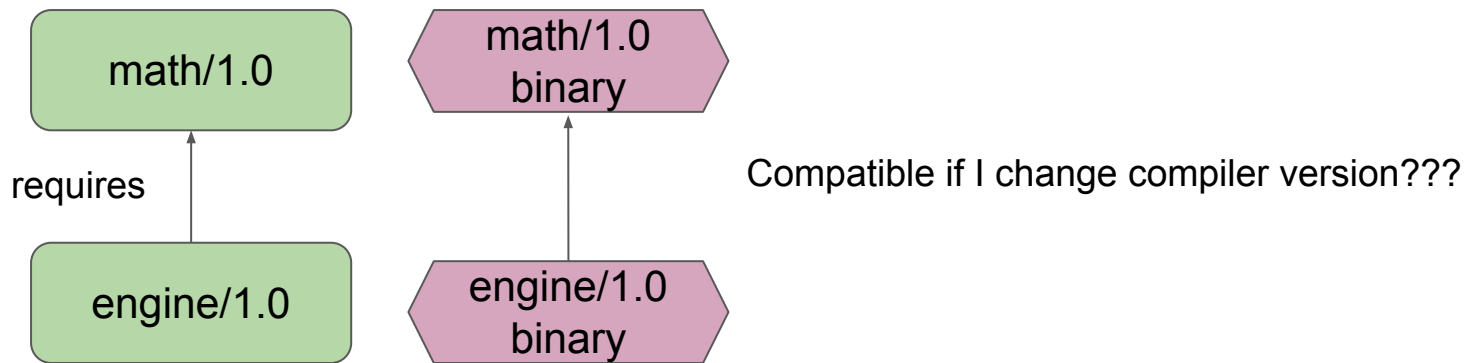 math/1.0
math/1.0
binary
requires
Compatible if I change compiler version???
engine/1.0
engine/1.0
binary